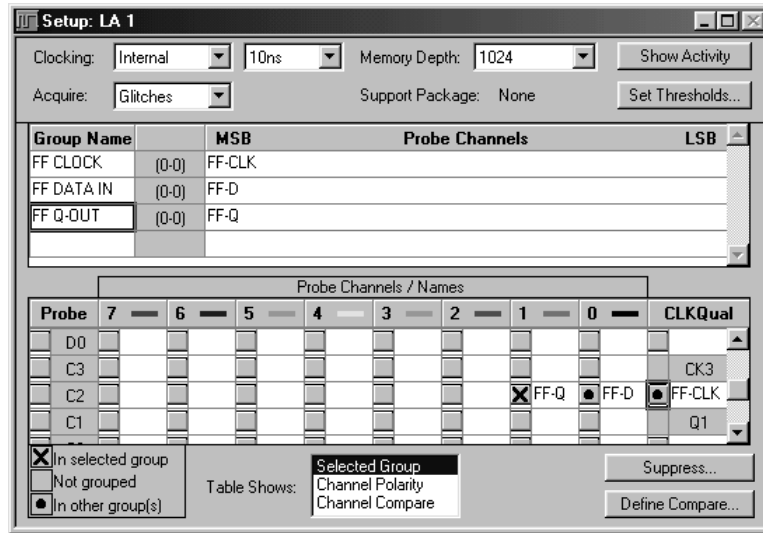 Setup: LA 1
Clocking: Internal 10ns Memory Depth: 1024 Show Activity
Acquire: Glitches Support Package: None Set Thresholds...
Group Name MSB Probe Channels LSB
FF CLOCK (0-0) FF-CLK
FF DATA IN (0-0) FF-D
FF Q-OUT (0-0) FF-Q
Probe Channels / Names
Probe 7 6 5 4 3 2 1 0 CLKQual
D0
C3 CK3
C2 FF-Q FF-D FF-CLK
C1 Q1
In selected group
Not grouped
In other group(s)
Table Shows:
Selected Group
Channel Polarity
Channel Compare
Suppress...
Define Compare...